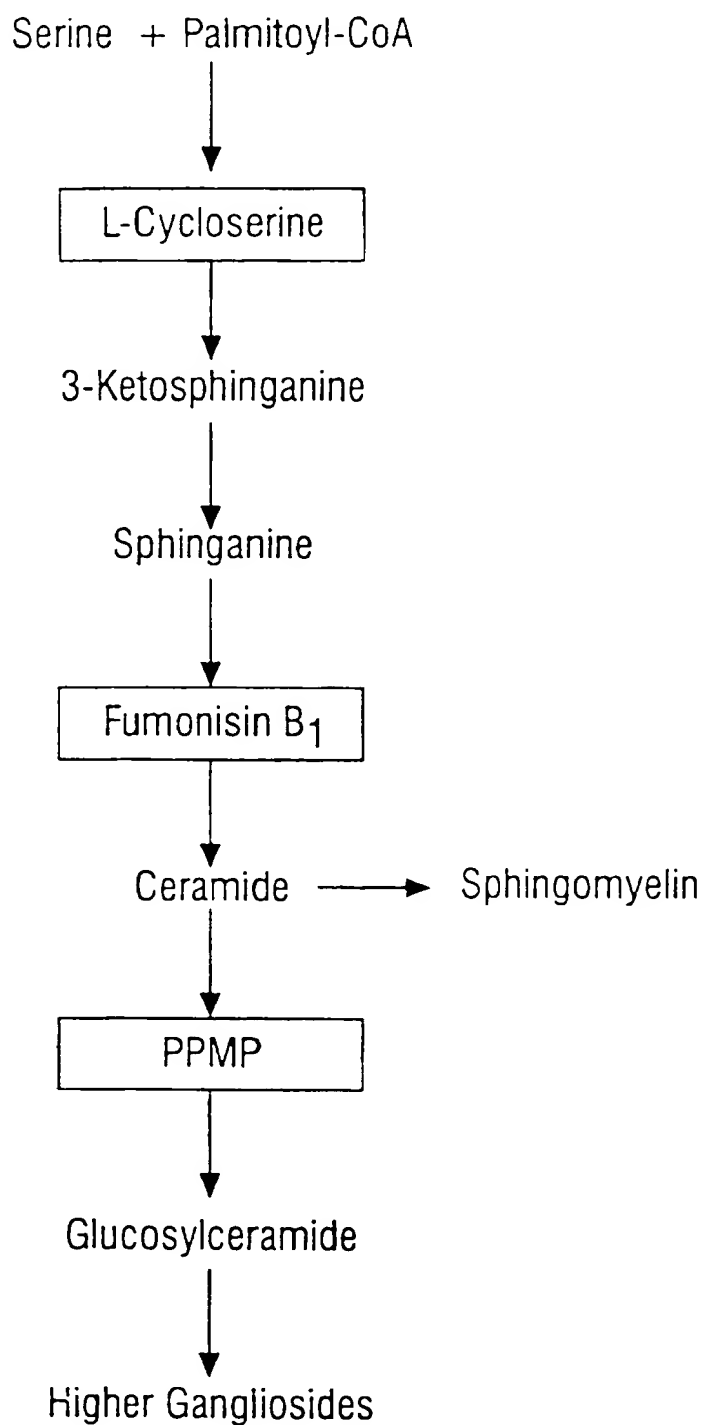 Serine + Palmitoyl-CoA
L-Cycloserine
3-Ketosphinganine
Sphinganine
Fumonisin B1
Ceramide
Sphingomyelin
PPMP
Glucosylceramide
Higher Gangliosides